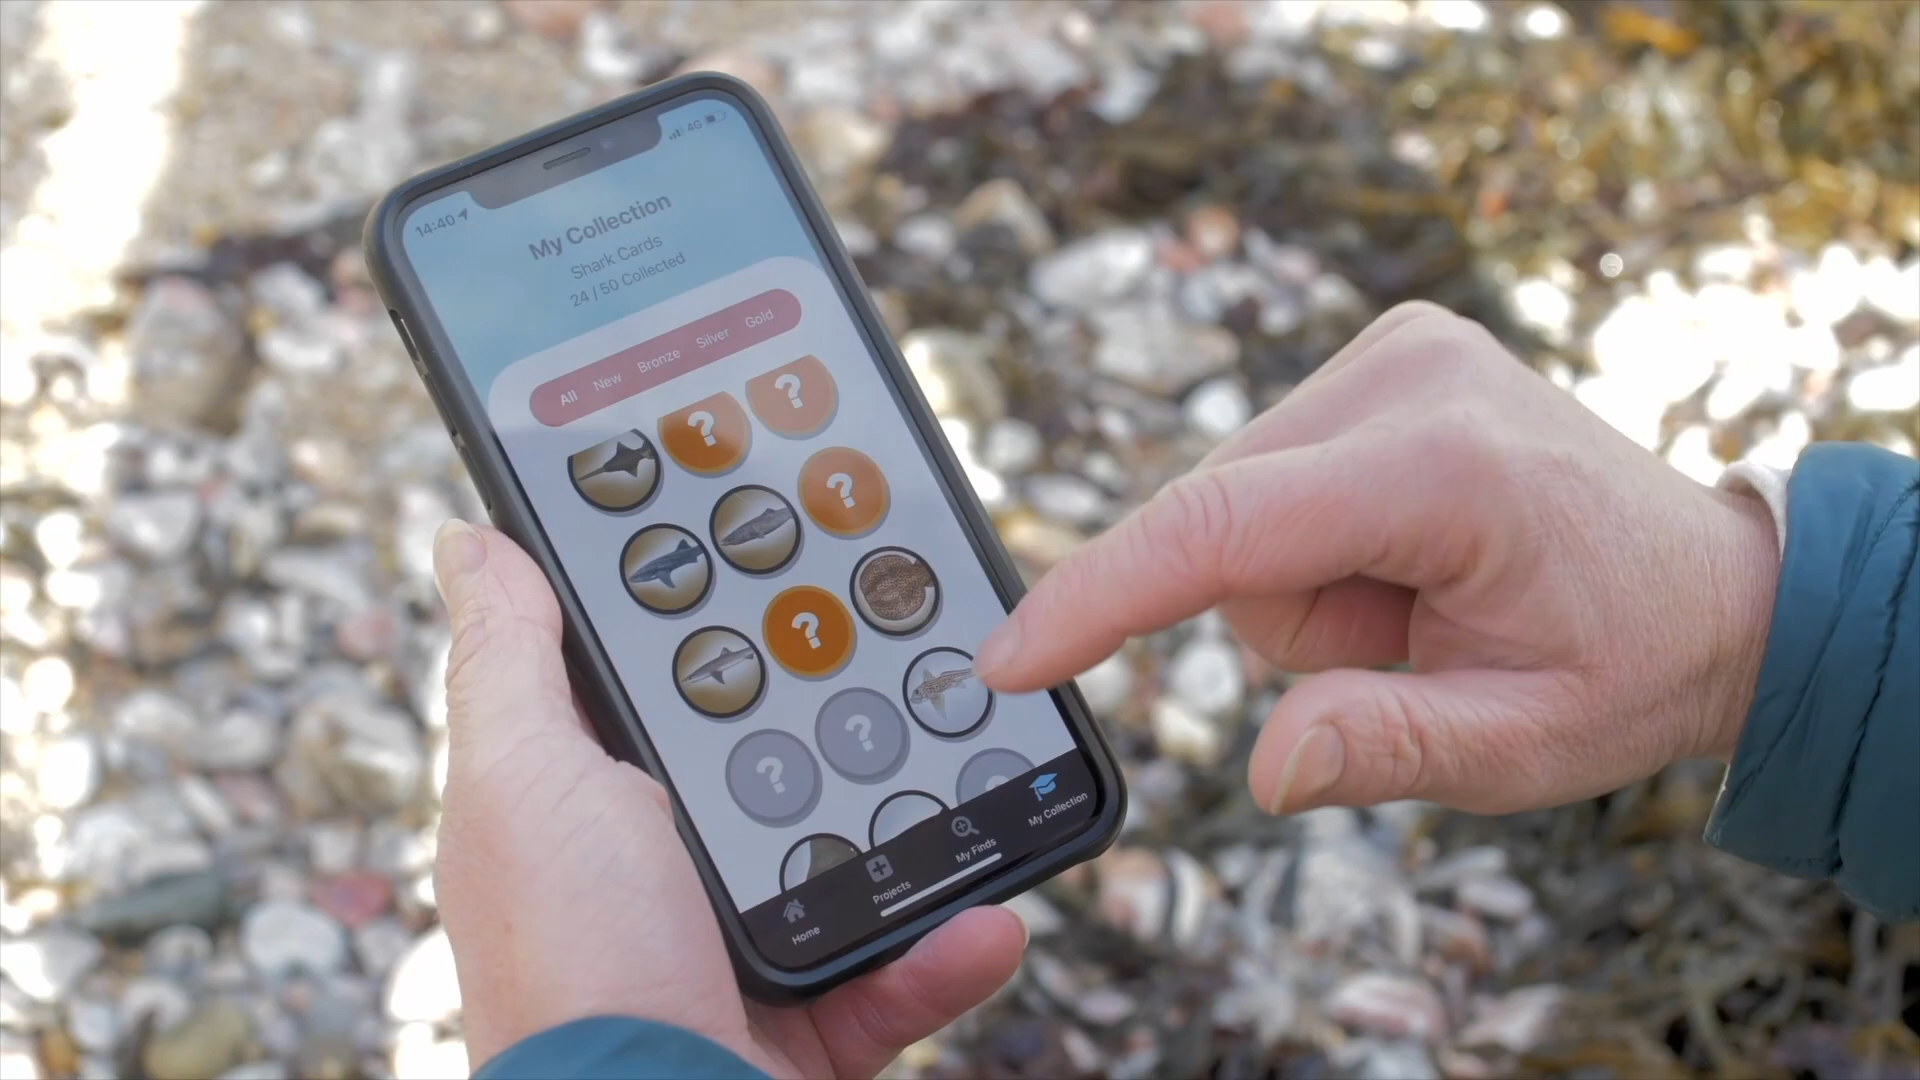 14:40
4G
My Collection
Shark Cards
24 / 50 Collected
All New Bronze Silver Gold
?
?
?
?
?
?
?
Home
Projects
My Finds
My Collection